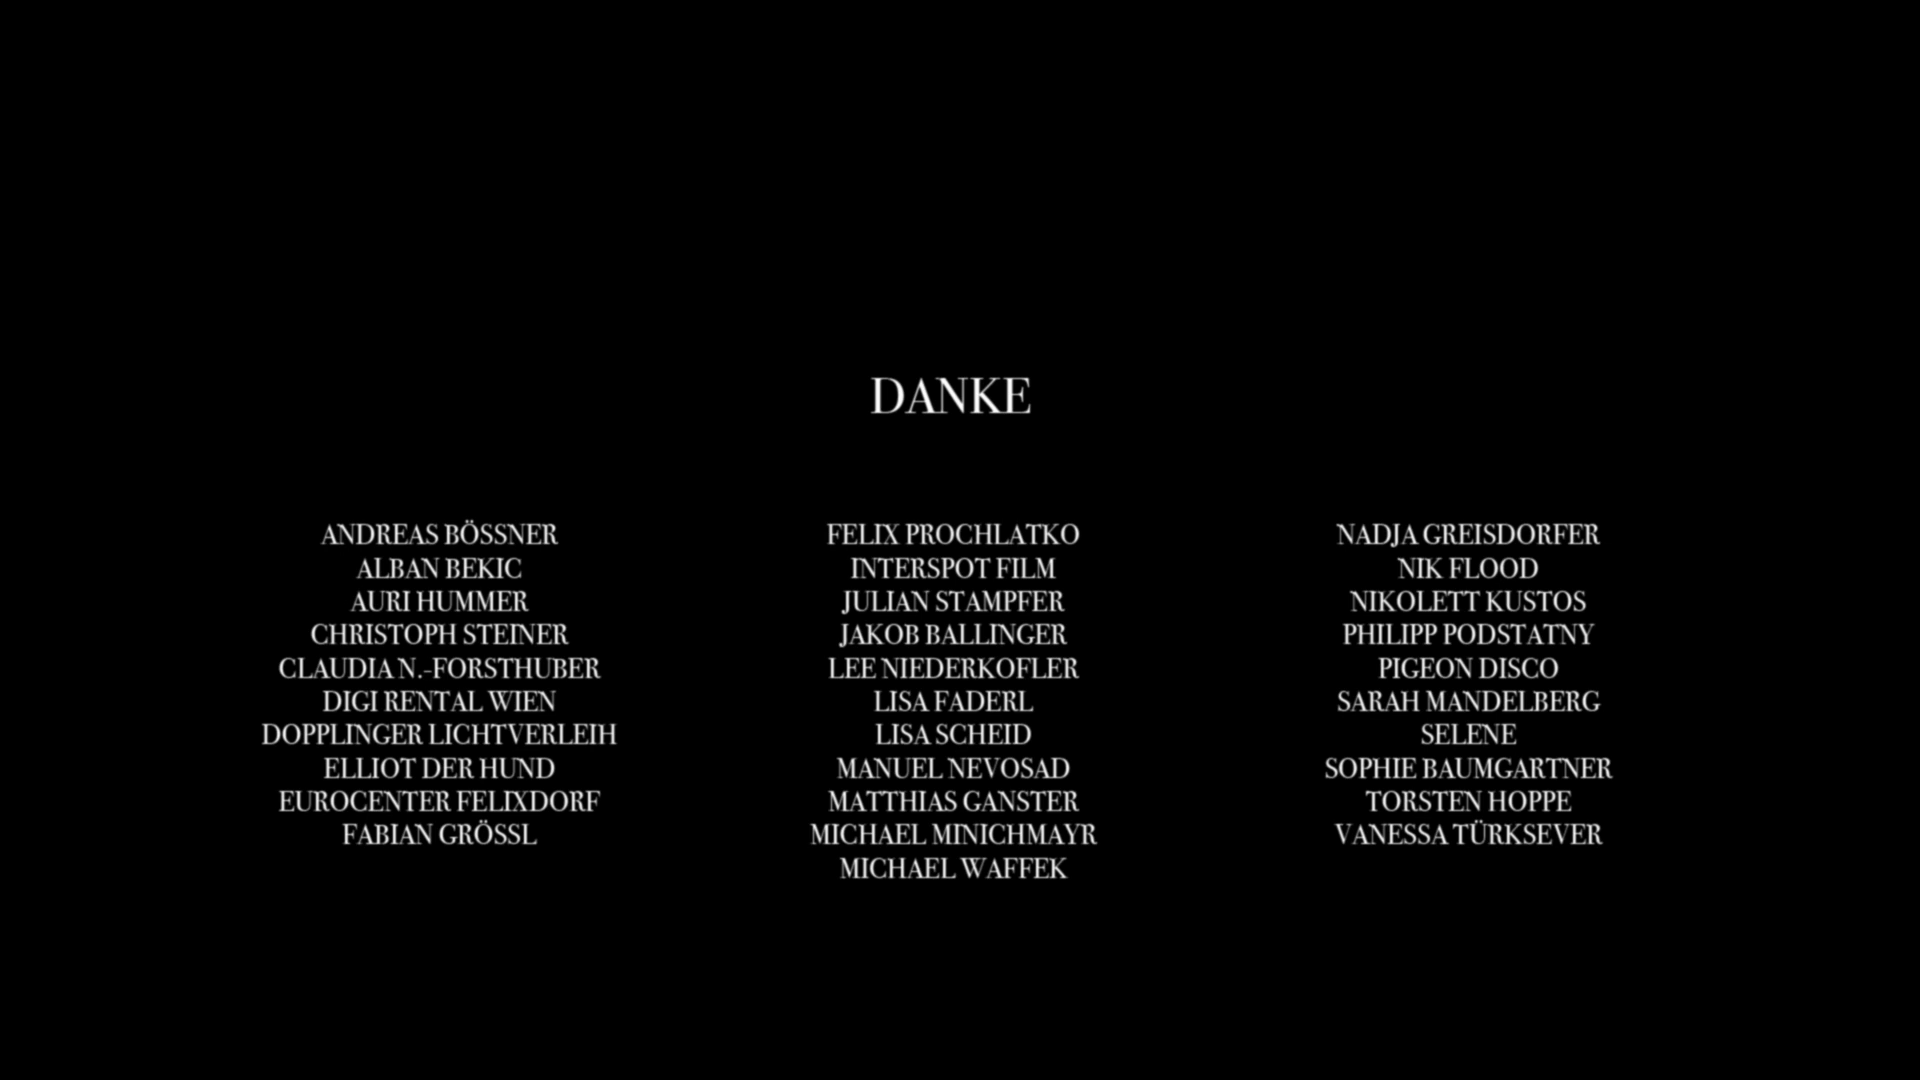 DANKE
ANDREAS BÖSSNER
ALBAN BEKIC
AURI HUMMER
CHRISTOPH STEINER
CLAUDIA N.-FORSTHUBER
DIGI RENTAL WIEN
DOPPLINGER LICHTVERLEIH
ELLIOT DER HUND
EUROCENTER FELIXDORF
FABIAN GRÖSSL
FELIX PROCHLATKO
INTERSPOT FILM
JULIAN STAMPFER
JAKOB BALLINGER
LEE NIEDERKOFLER
LISA FADERL
LISA SCHEID
MANUEL NEVOSAD
MATTHIAS GANSTER
MICHAEL MINICHMAYR
MICHAEL WAFFEK
NADJA GREISDORFER
NIK FLOOD
NIKOLETT KUSTOS
PHILIPP PODSTATNY
PIGEON DISCO
SARAH MANDELBERG
SELENE
SOPHIE BAUMGARTNER
TORSTEN HOPPE
VANESSA TÜRKSEVER